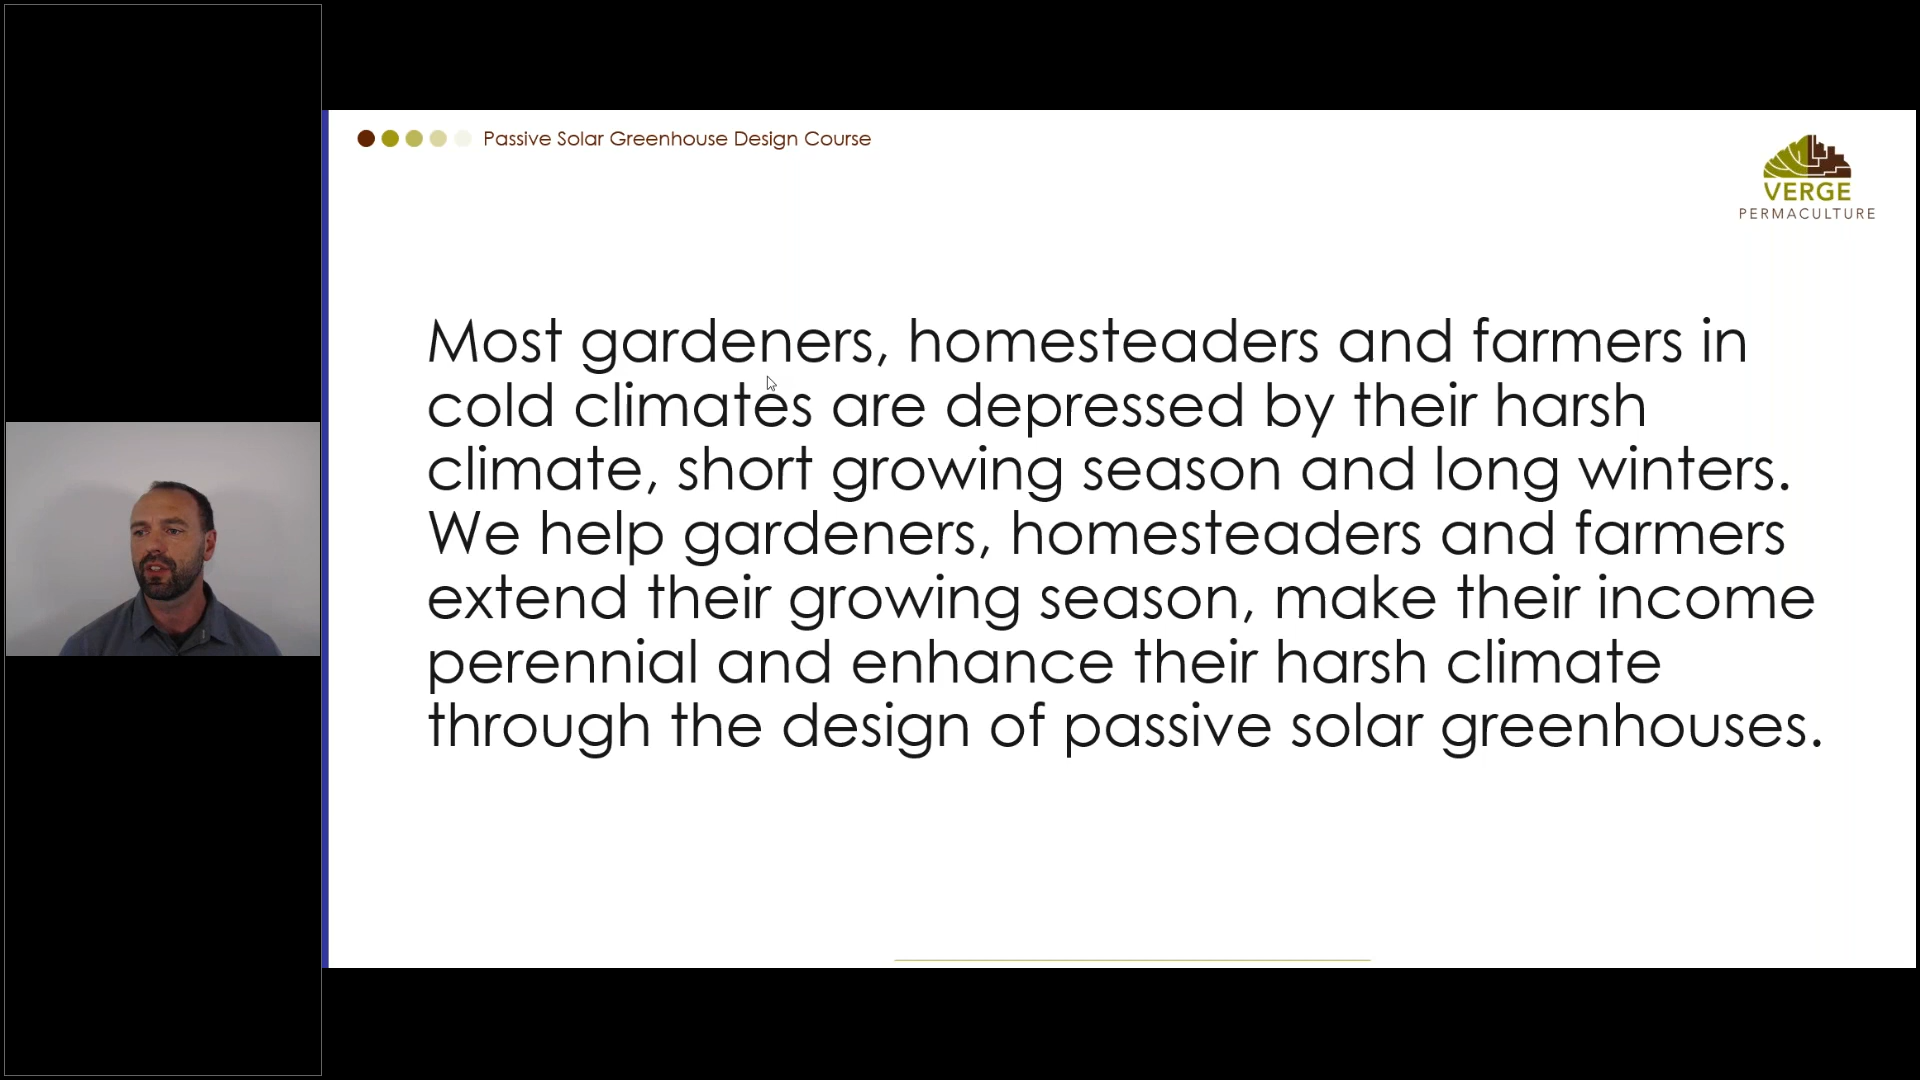 Passive Solar Greenhouse Design Course
VERGE
PERMACULTURE
Most gardeners, homesteaders and farmers in
cold climates are depressed by their harsh
climate, short growing season and long winters.
We help gardeners, homesteaders and farmers
extend their growing season, make their income
perennial and enhance their harsh climate
through the design of passive solar greenhouses.